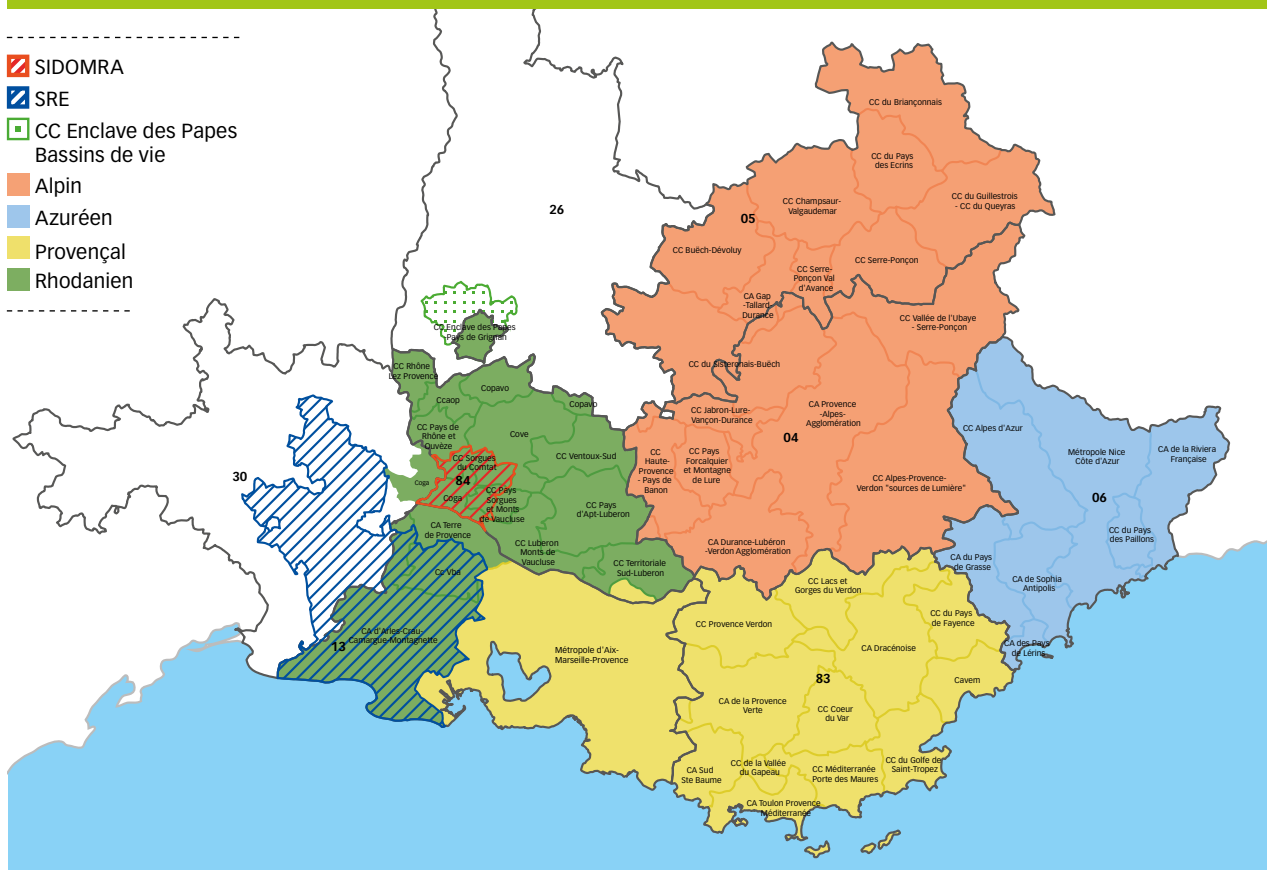 SIDOMRA
SRE
CC Enclave des Papes
Bassins de vie
Alpin
Azuréen
Provençal
Rhodanien
26
05
04
06
30
84
13
83
CC du Briançonnais
CC du Pays
des Ecrins
CC du Guillestrois
- CC du Queyras
CC Champsaur-
Valgaudemar
CC Buëch-Dévoluy
CC Serre-
Ponçon Val
d'Avance
CC Serre-Ponçon
CA Gap
-Tallard-
Durance
CC Vallée de l'Ubaye
- Serre-Ponçon
CC du Sisteronais-Buëch
CC Jabron-Lure-
Vançon-Durance
CA Provence
-Alpes-
Agglomération
CC
Haute-
Provence
- Pays de
Banon
CC Pays
Forcalquier
et Montagne
de Lure
CC Alpes-Provence-
Verdon "sources de Lumière"
CA Durance-Lubéron
-Verdon Agglomération
CC Alpes d'Azur
Métropole Nice
Côte d'Azur
CA de la Riviera
Française
CC du Pays
des Paillons
CA du Pays
de Grasse
CA de Sophia
Antipolis
CA des Pays
de Lérins
CC Enclave des Papes
Pays de Grignan
CC Rhône
Lez Provence
Ccaop
Copavo
Copavo
CC Pays de
Rhône et
Ouvèze
Cove
CC Ventoux-Sud
CC Sorgues
du Comtat
Coga
Coga
CC Pays
Sorgues
et Monts
de Vaucluse
CC Pays
d'Apt-Luberon
CA Terre
de Provence
CC Luberon
Monts de
Vaucluse
CC Territoriale
Sud-Luberon
Cc Vba
CA d'Arles-Crau-
Camargue-Montagnette
Métropole d'Aix-
Marseille-Provence
CC Lacs et
Gorges du Verdon
CC Provence Verdon
CC du Pays
de Fayence
CA Dracénoise
Cavem
CA de la Provence
Verte
CC Coeur
du Var
CA Sud
Ste Baume
CC de la Vallée
du Gapeau
CC Méditerranée
Porte des Maures
CC du Golfe de
Saint-Tropez
CA Toulon Provence
Méditerranée